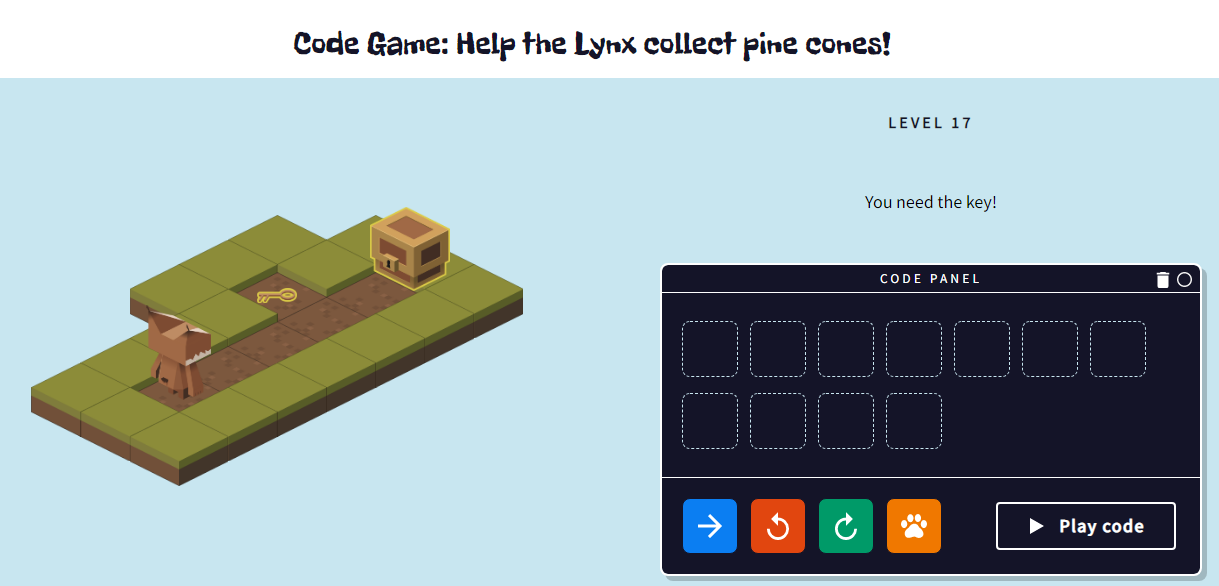 Code Game: Help the Lynx collect pine cones!
LEVEL 17
You need the key!
CODE PANEL
Play code